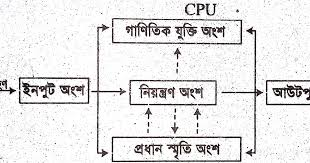 CPU
গাণিতিক যুক্তি অংশ
ইনপুট অংশ
নিয়ন্ত্রণ অংশ
প্রধান স্মৃতি অংশ